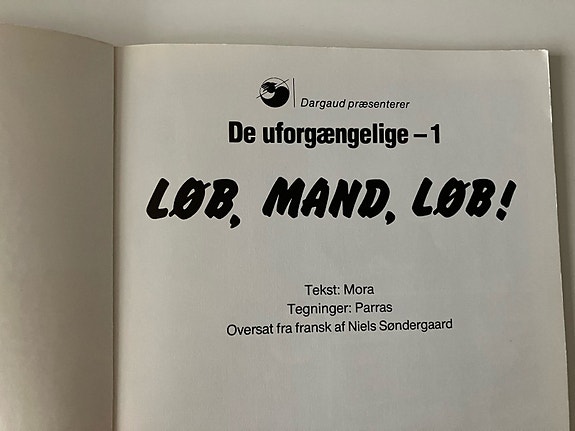 Dargaud præsenterer
De uforgængelige – 1
LØB, MAND, LØB!
Tekst: Mora
Tegninger: Parras
Oversat fra fransk af Niels Søndergaard